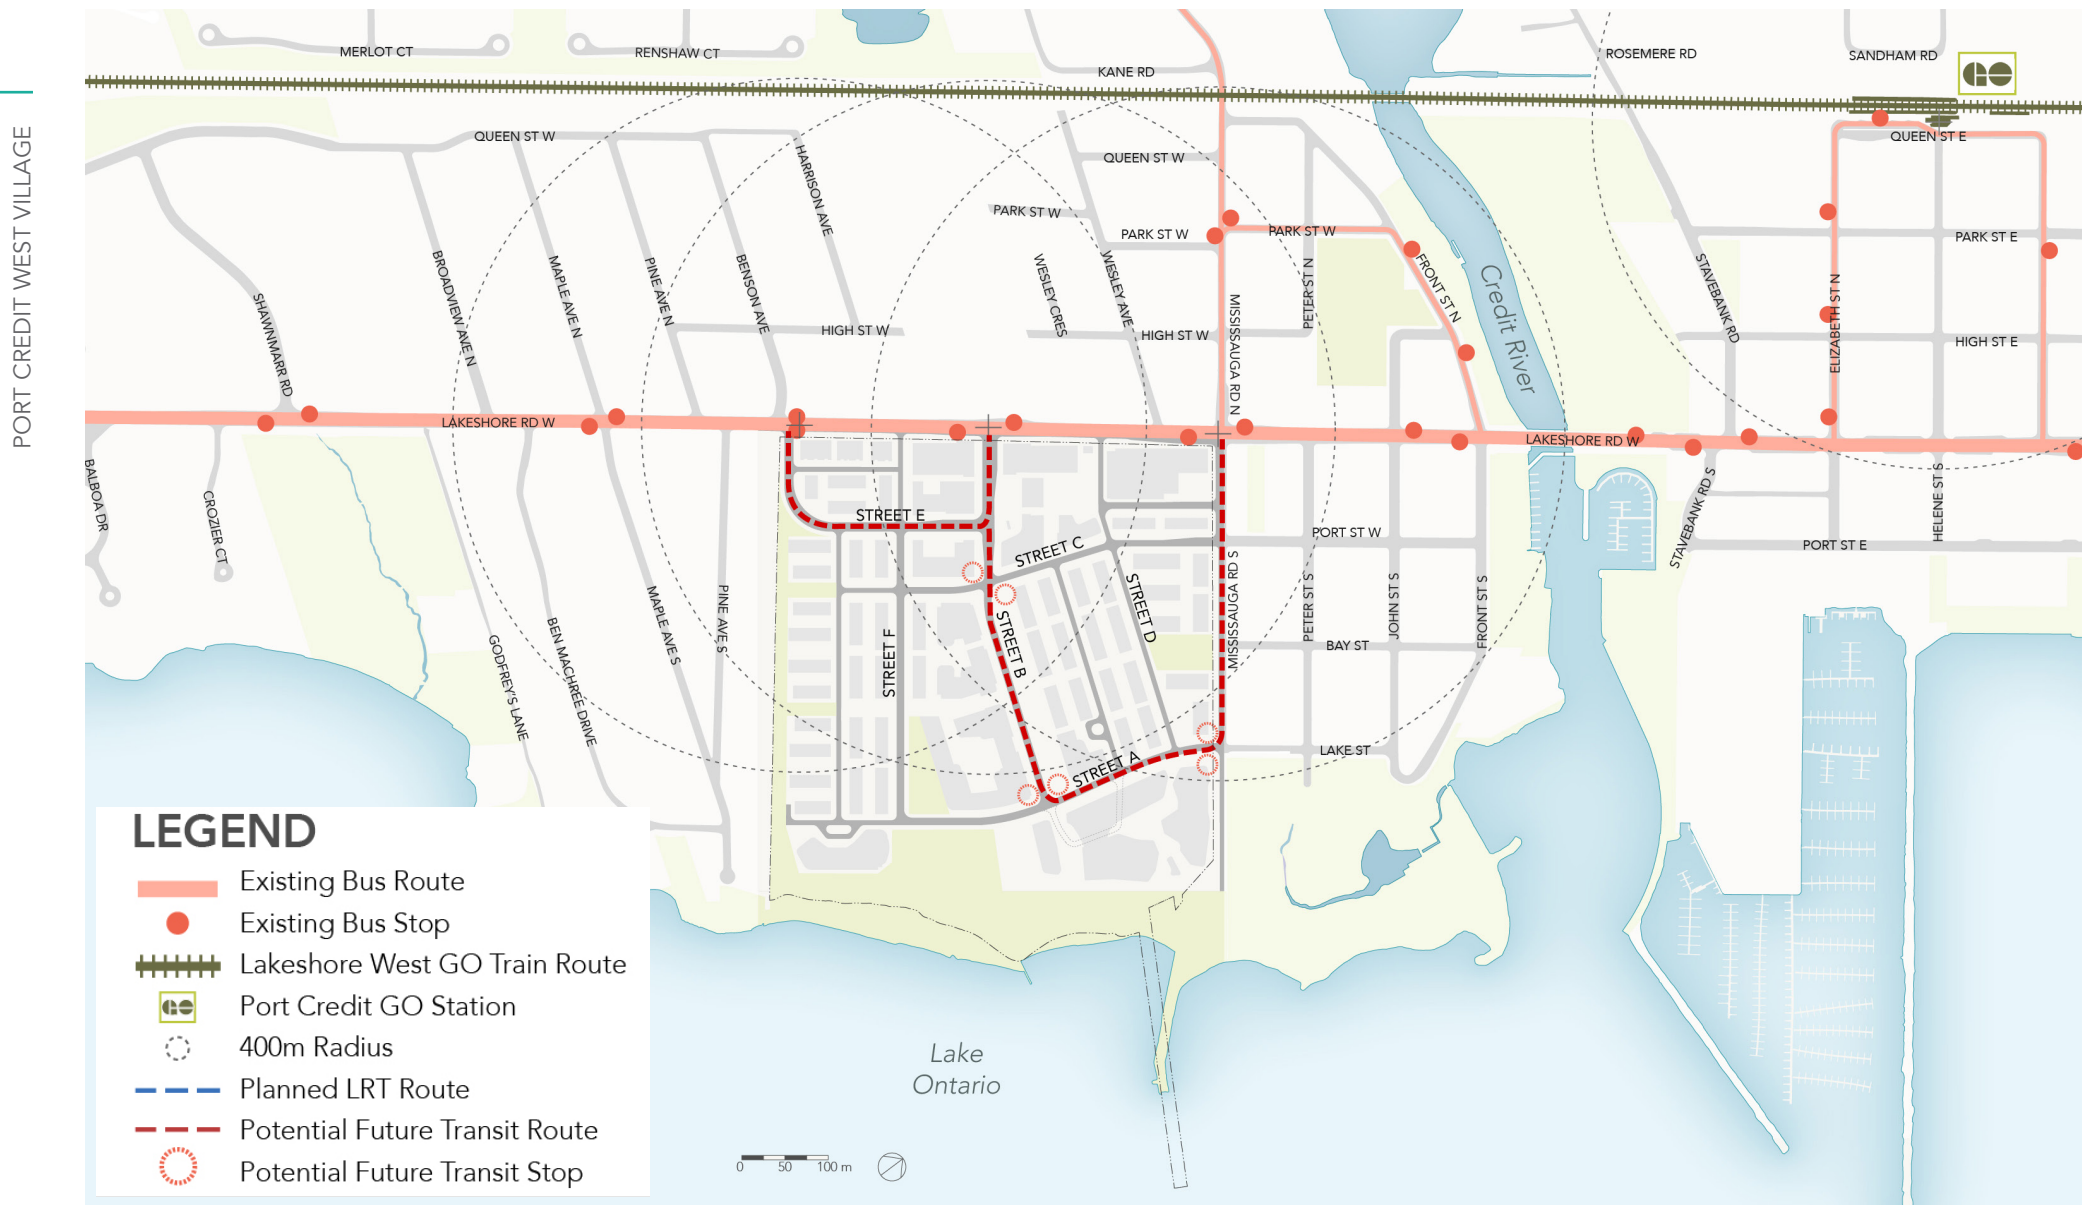 PORT CREDIT WEST VILLAGE
MERLOT CT
RENSHAW CT
KANE RD
ROSEMERE RD
SANDHAM RD
GO
QUEEN ST W
QUEEN ST W
QUEEN ST E
HARRISON AVE
PARK ST W
PARK ST W
PARK ST W
PARK ST E
SHAWNMARR RD
BROADVIEW AVE N
MAPLE AVE N
PINE AVE N
BENSON AVE
WESLEY CRES
WESLEY AVE
MISSISSAUGA RD N
PETER ST N
FRONT ST N
Credit River
STAVEBANK RD
ELIZABETH ST N
HIGH ST W
HIGH ST W
HIGH ST E
LAKESHORE RD W
LAKESHORE RD W
BALBOA DR
CROZIER CT
STREET E
STREET C
PORT ST W
PORT ST E
STAVEBANK RD S
HELENE ST S
GODFREY'S LANE
BEN MACHREE DRIVE
MAPLE AVE S
PINE AVE S
STREET F
STREET B
STREET D
MISSISSAUGA RD S
PETER ST S
JOHN ST S
FRONT ST S
BAY ST
STREET A
LAKE ST
LEGEND
Existing Bus Route
Existing Bus Stop
Lakeshore West GO Train Route
GO
Port Credit GO Station
400m Radius
Planned LRT Route
Potential Future Transit Route
Potential Future Transit Stop
Lake
Ontario
0 50 100 m